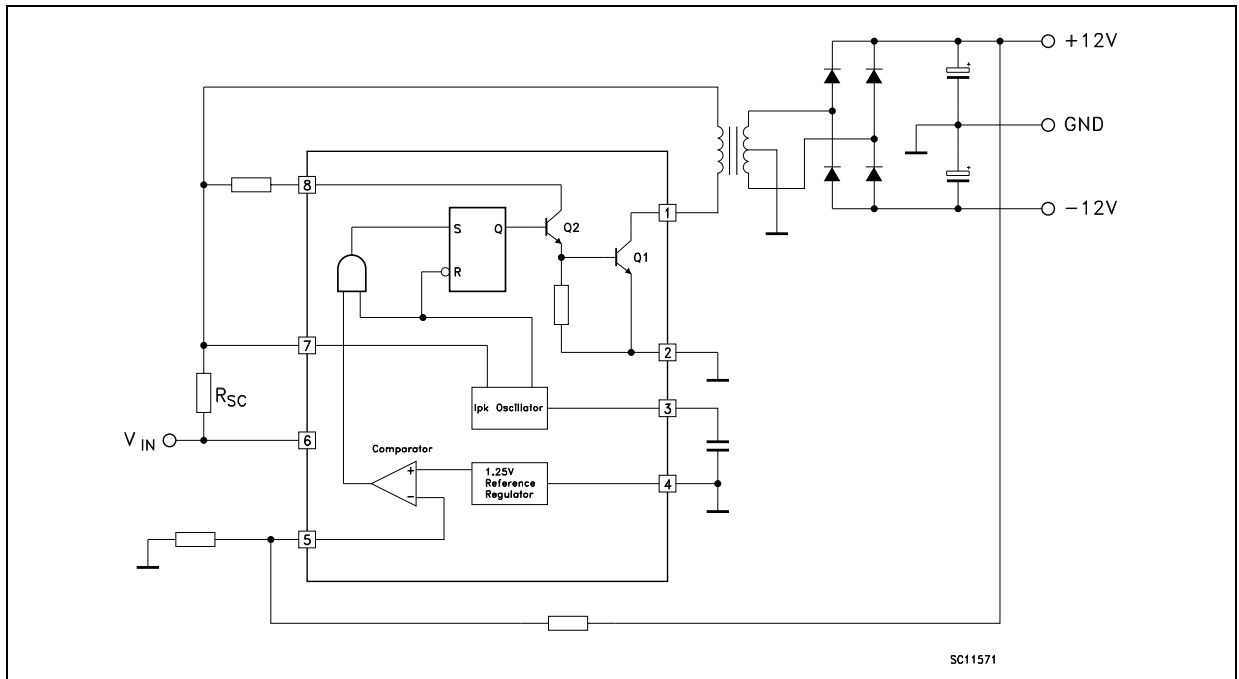 +12V
GND
-12V
8
S Q
Q2
1
R
Q1
7
2
RSC
Ipk Oscillator
3
VIN
6
Comparator
+
1.25V
Reference
Regulator
4
-
5
+
+
SC11571